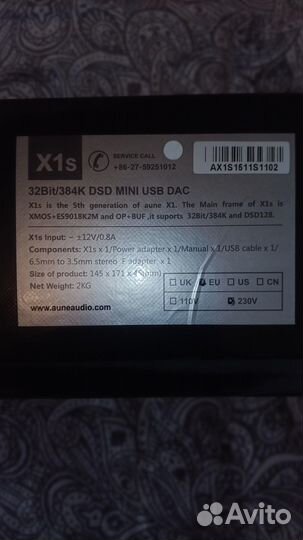 X1s
SERVICE CALL
+86-27-59251012
AX1S1511S1102
32Bit/384K DSD MINI USB DAC
X1s is the 5th generation of aune X1. The Main frame of X1s is
XMOS+ES9018K2M and OP+BUF ,it suports 32Bit/384K and DSD128.
X1s Input: ⎓ ±12V/0.8A
Components: X1s x 1/Power adapter x 1/Manual x 1/USB cable x 1/
6.5mm to 3.5mm stereo F adapter x 1
Size of product: 145 x 171 x
Net Weight: 2KG
UK EU US CN
www.auneaudio.com
110V 230V
Avito